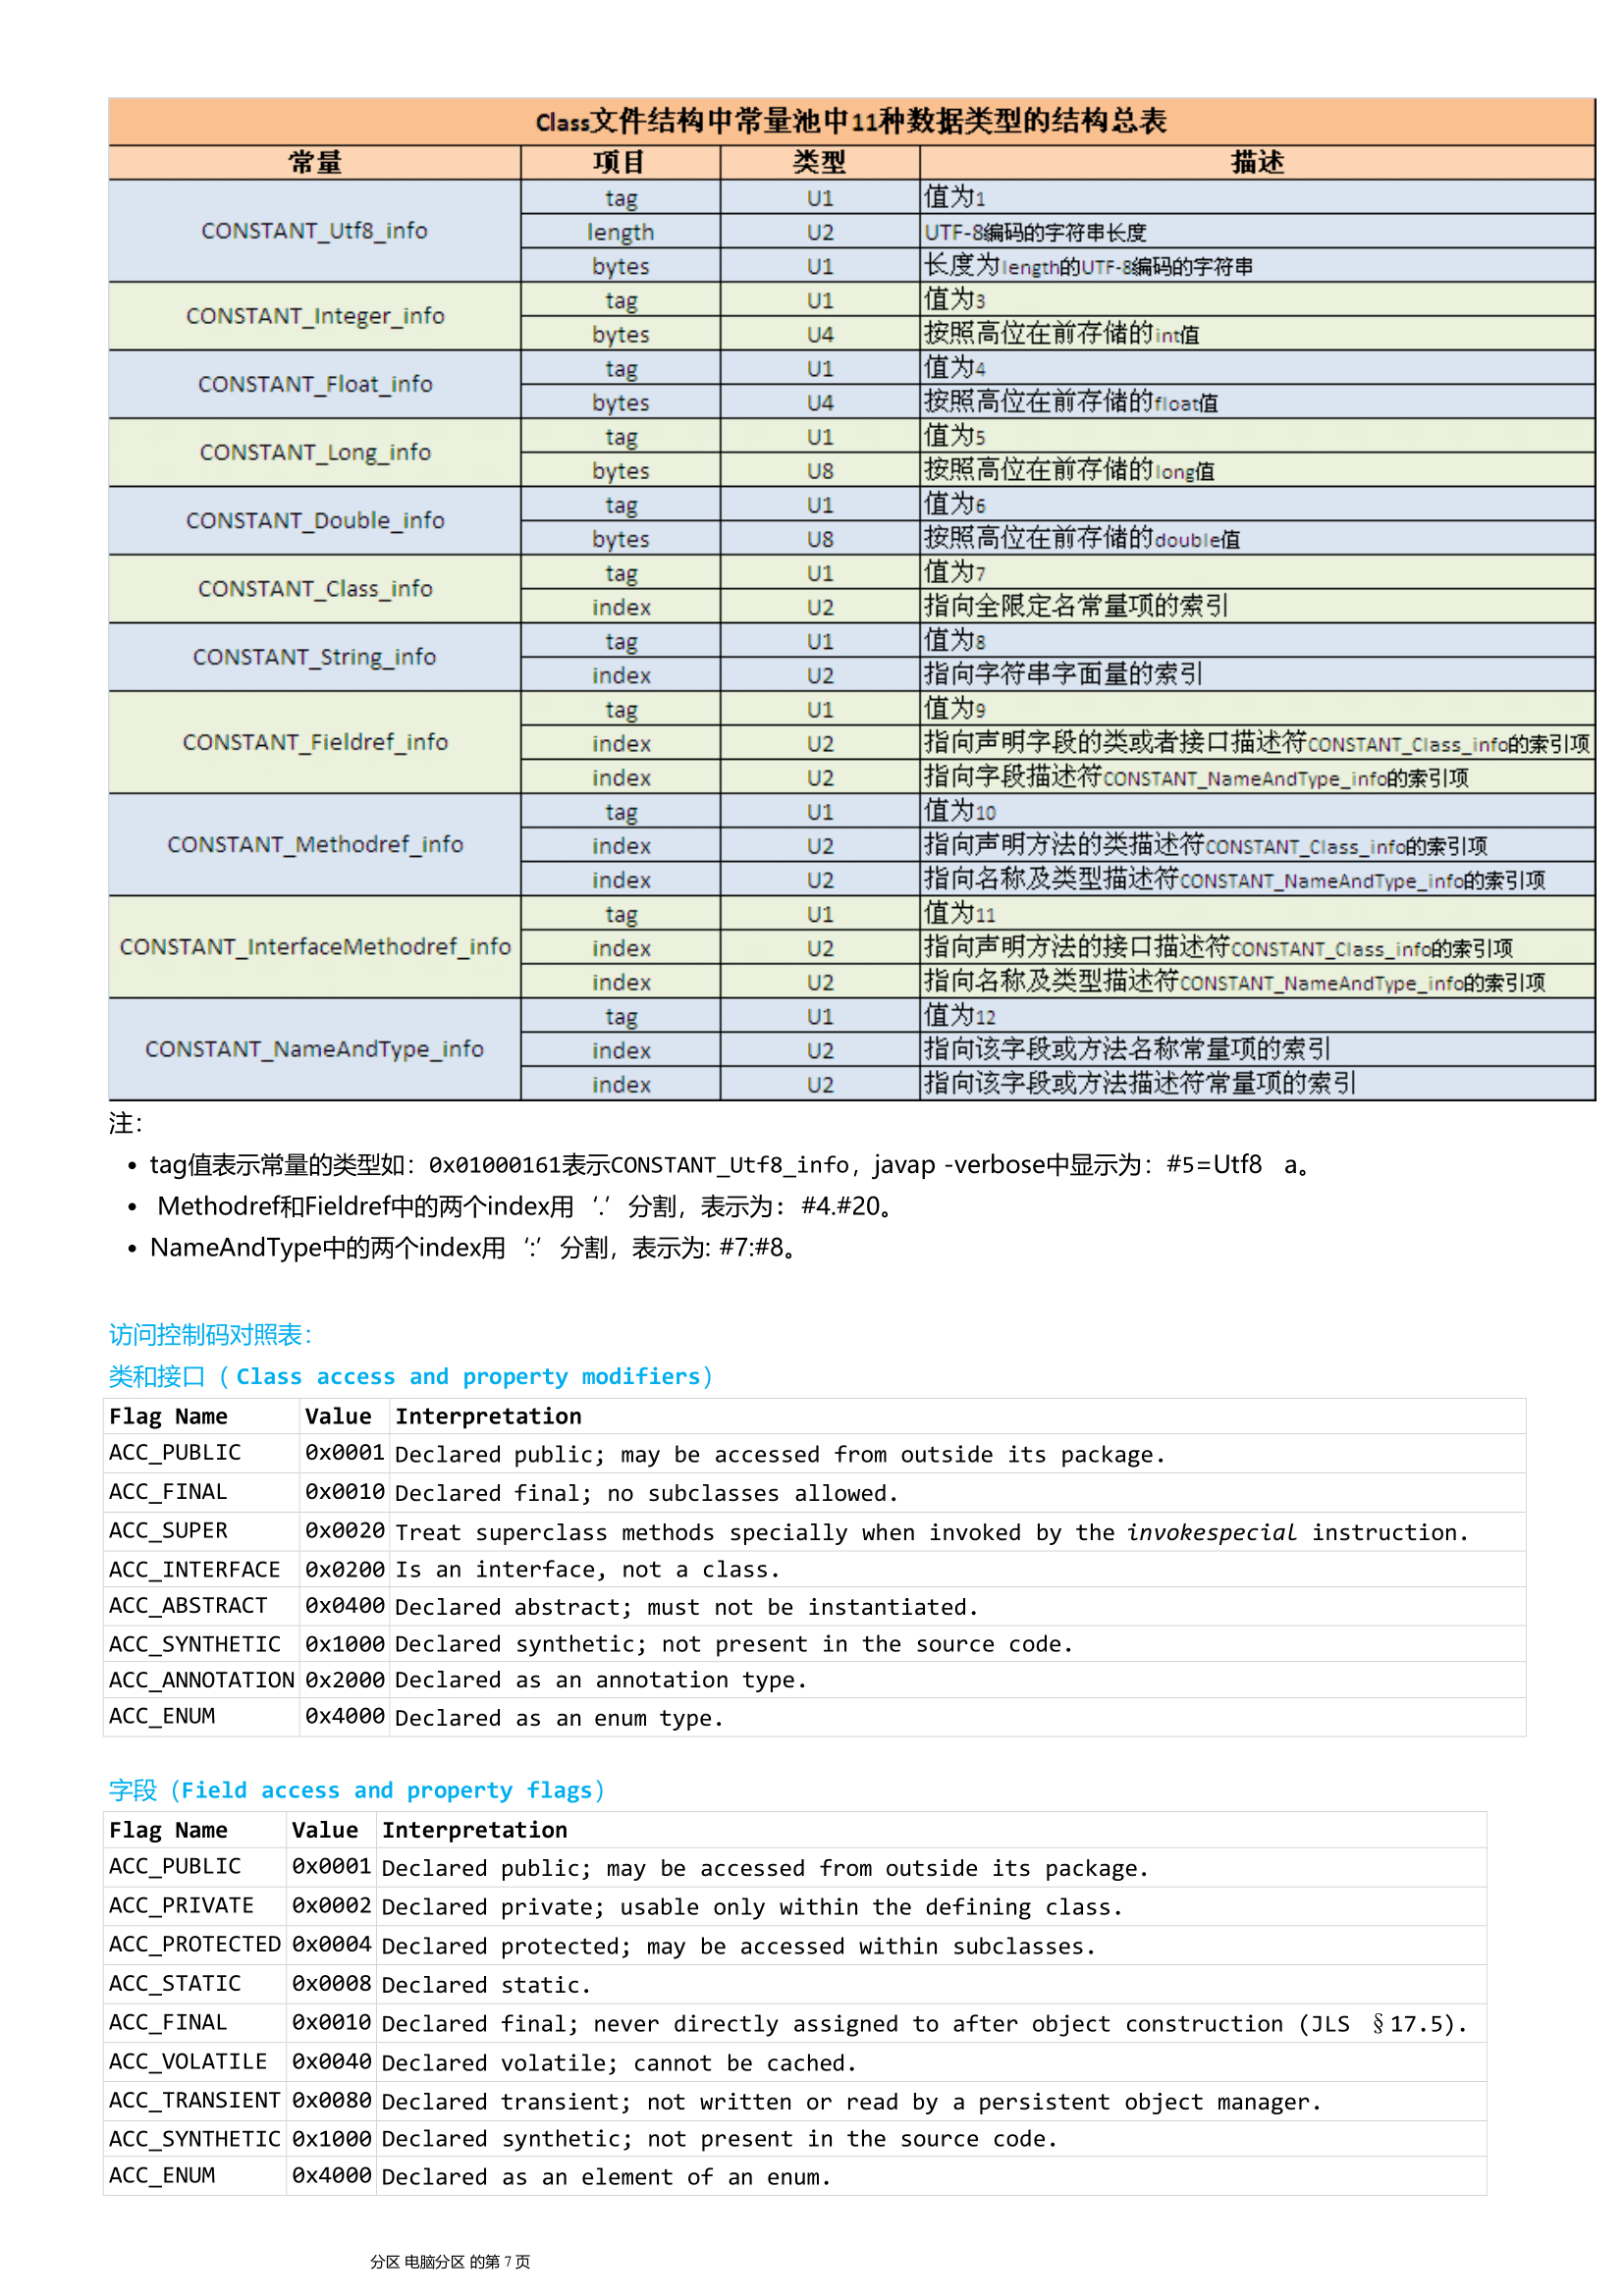 Class文件结构中常量池中11种数据类型的结构总表
常量 项目 类型 描述
CONSTANT_Utf8_info tag U1 值为1
length U2 UTF-8编码的字符串长度
bytes U1 长度为length的UTF-8编码的字符串
CONSTANT_Integer_info tag U1 值为3
bytes U4 按照高位在前存储的int值
CONSTANT_Float_info tag U1 值为4
bytes U4 按照高位在前存储的float值
CONSTANT_Long_info tag U1 值为5
bytes U8 按照高位在前存储的long值
CONSTANT_Double_info tag U1 值为6
bytes U8 按照高位在前存储的double值
CONSTANT_Class_info tag U1 值为7
index U2 指向全限定名常量项的索引
CONSTANT_String_info tag U1 值为8
index U2 指向字符串字面量的索引
CONSTANT_Fieldref_info tag U1 值为9
index U2 指向声明字段的类或者接口描述符CONSTANT_Class_info的索引项
index U2 指向字段描述符CONSTANT_NameAndType_info的索引项
CONSTANT_Methodref_info tag U1 值为10
index U2 指向声明方法的类描述符CONSTANT_Class_info的索引项
index U2 指向名称及类型描述符CONSTANT_NameAndType_info的索引项
CONSTANT_InterfaceMethodref_info tag U1 值为11
index U2 指向声明方法的接口描述符CONSTANT_Class_info的索引项
index U2 指向名称及类型描述符CONSTANT_NameAndType_info的索引项
CONSTANT_NameAndType_info tag U1 值为12
index U2 指向该字段或方法名称常量项的索引
index U2 指向该字段或方法描述符常量项的索引
注：
• tag值表示常量的类型如：0x01000161表示CONSTANT_Utf8_info，javap -verbose中显示为：#5=Utf8 a。
• Methodref和Fieldref中的两个index用‘.’分割，表示为：#4.#20。
• NameAndType中的两个index用‘:’分割，表示为: #7:#8。
访问控制码对照表：
类和接口（ Class access and property modifiers）
Flag Name Value Interpretation
ACC_PUBLIC 0x0001 Declared public; may be accessed from outside its package.
ACC_FINAL 0x0010 Declared final; no subclasses allowed.
ACC_SUPER 0x0020 Treat superclass methods specially when invoked by the invokespecial instruction.
ACC_INTERFACE 0x0200 Is an interface, not a class.
ACC_ABSTRACT 0x0400 Declared abstract; must not be instantiated.
ACC_SYNTHETIC 0x1000 Declared synthetic; not present in the source code.
ACC_ANNOTATION 0x2000 Declared as an annotation type.
ACC_ENUM 0x4000 Declared as an enum type.
字段（Field access and property flags）
Flag Name Value Interpretation
ACC_PUBLIC 0x0001 Declared public; may be accessed from outside its package.
ACC_PRIVATE 0x0002 Declared private; usable only within the defining class.
ACC_PROTECTED 0x0004 Declared protected; may be accessed within subclasses.
ACC_STATIC 0x0008 Declared static.
ACC_FINAL 0x0010 Declared final; never directly assigned to after object construction (JLS §17.5).
ACC_VOLATILE 0x0040 Declared volatile; cannot be cached.
ACC_TRANSIENT 0x0080 Declared transient; not written or read by a persistent object manager.
ACC_SYNTHETIC 0x1000 Declared synthetic; not present in the source code.
ACC_ENUM 0x4000 Declared as an element of an enum.
分区 电脑分区 的第 7 页